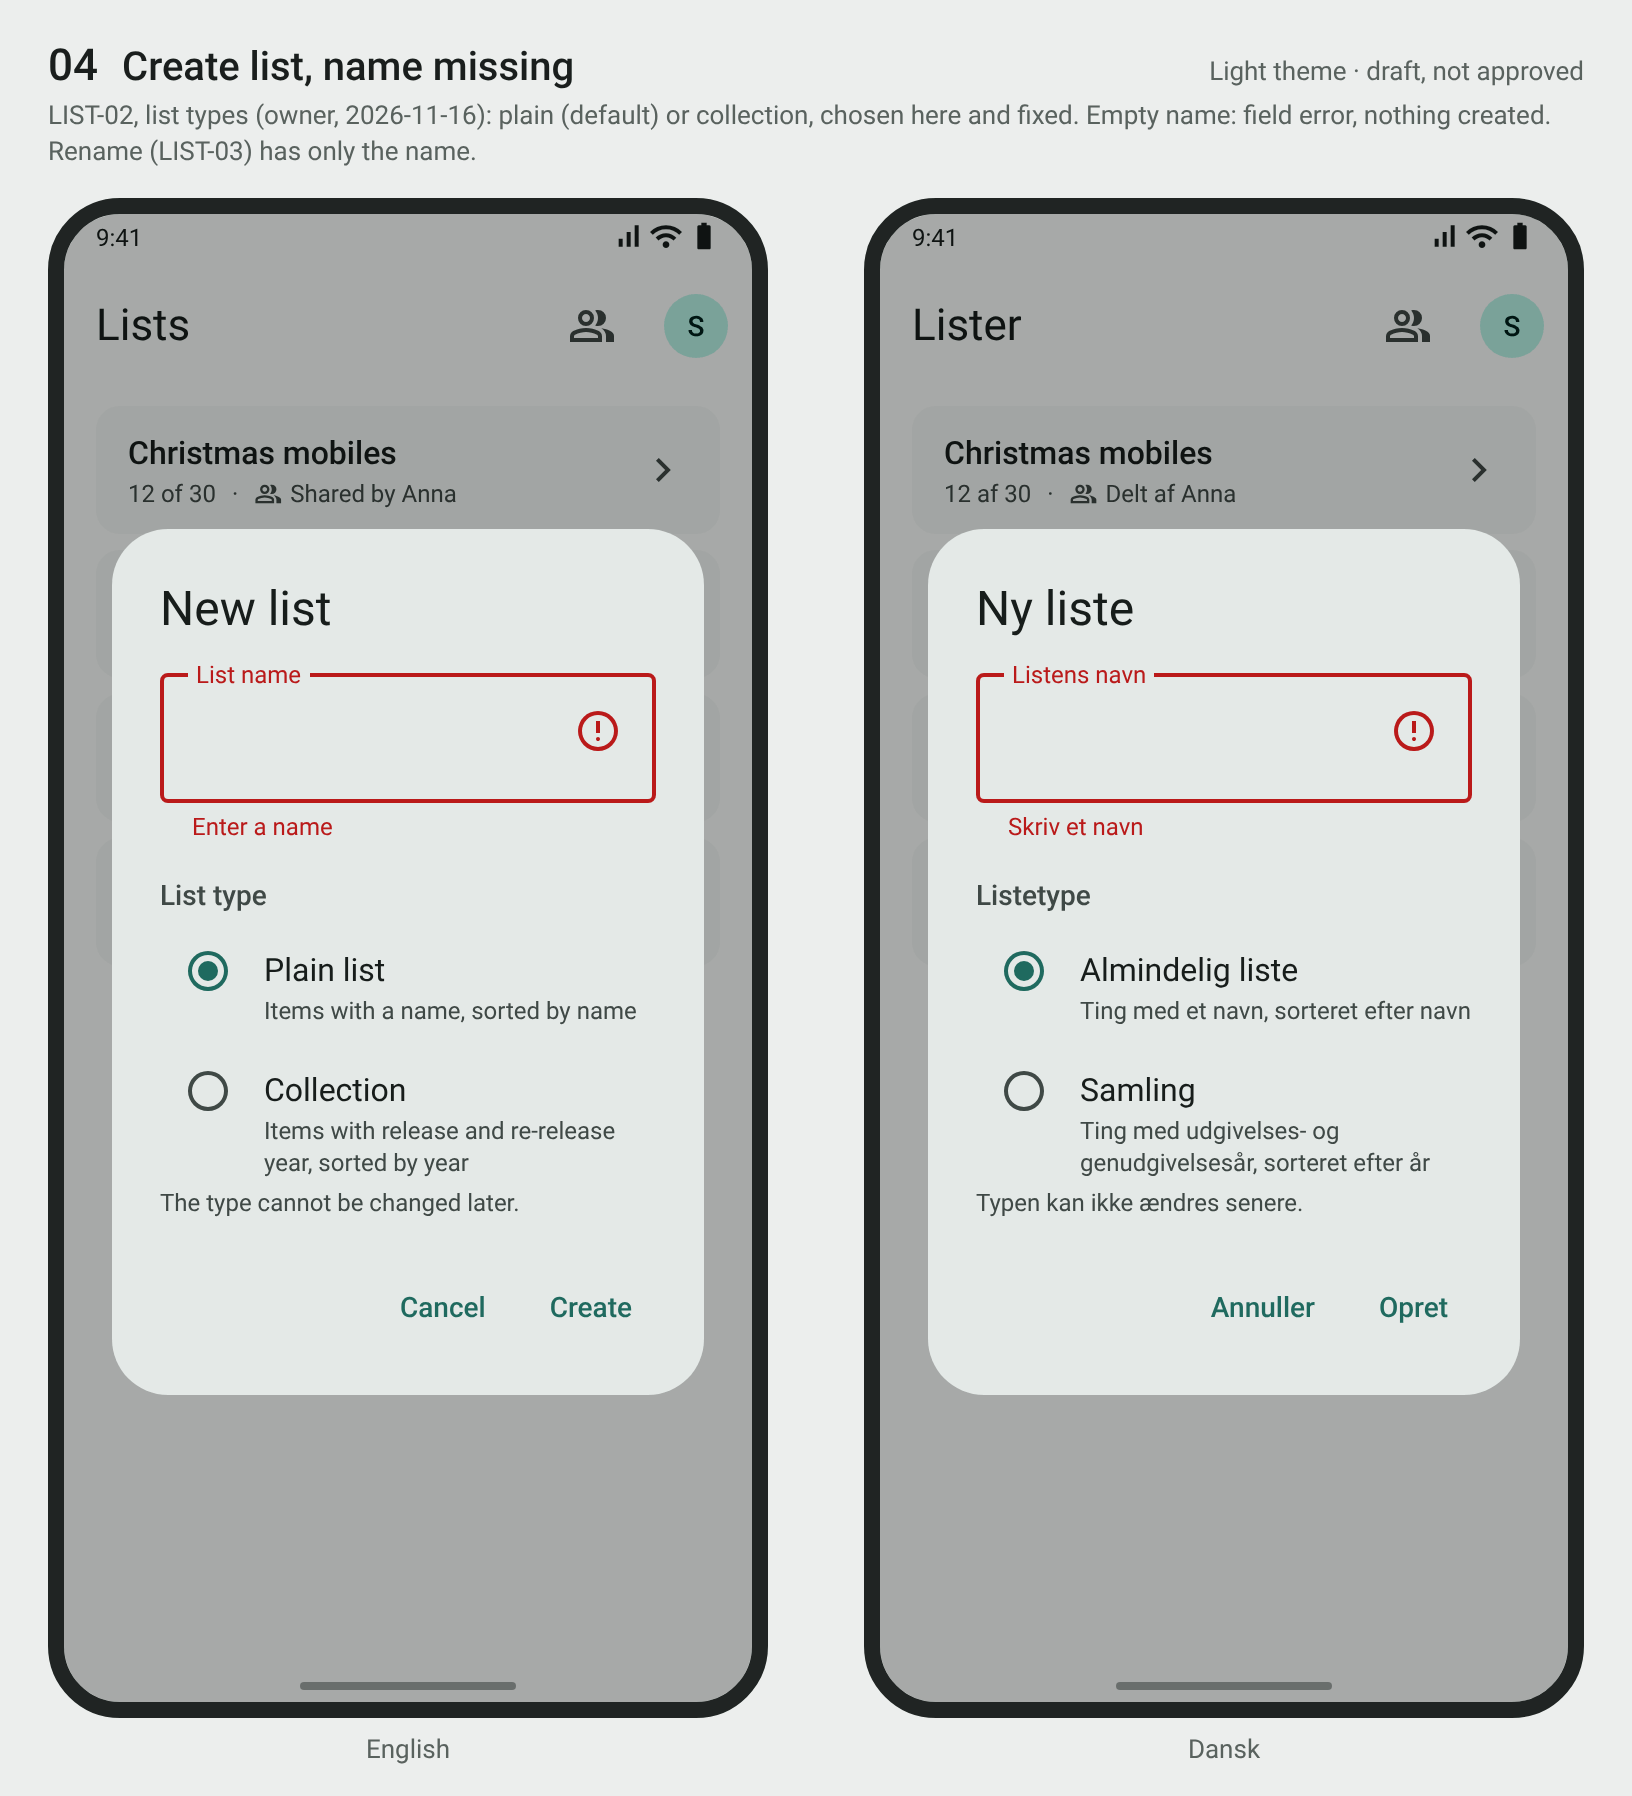 04 Create list, name missing
Light theme · draft, not approved
LIST-02, list types (owner, 2026-11-16): plain (default) or collection, chosen here and fixed. Empty name: field error, nothing created.
Rename (LIST-03) has only the name.
9:41
Lists
S
Christmas mobiles
12 of 30 · Shared by Anna
New list
List name
Enter a name
List type
Plain list
Items with a name, sorted by name
Collection
Items with release and re-release
year, sorted by year
The type cannot be changed later.
Cancel Create
English
9:41
Lister
S
Christmas mobiles
12 af 30 · Delt af Anna
Ny liste
Listens navn
Skriv et navn
Listetype
Almindelig liste
Ting med et navn, sorteret efter navn
Samling
Ting med udgivelses- og
genudgivelsesår, sorteret efter år
Typen kan ikke ændres senere.
Annuller Opret
Dansk